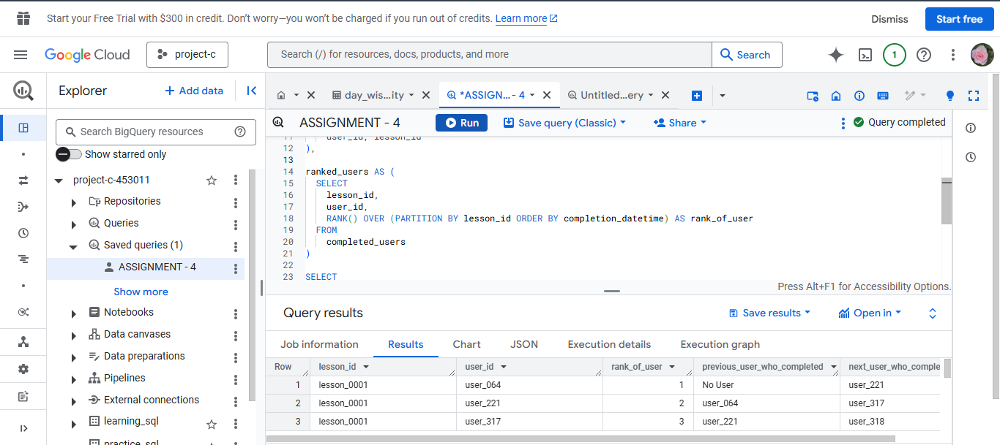 Start your Free Trial with $300 in credit. Don't worry—you won't be charged if you run out of credits. Learn more
Dismiss
Start free
Google Cloud
project-c
Search (/) for resources, docs, products, and more
Search
1
Explorer
+ Add data
day_wis...ity
*ASSIGN... - 4
Untitled...ery
Search BigQuery resources
Show starred only
project-c-453011
Repositories
Queries
Saved queries (1)
ASSIGNMENT - 4
Show more
Notebooks
Data canvases
Data preparations
Pipelines
External connections
learning_sql
practice_sql
ASSIGNMENT - 4
Run
Save query (Classic)
Share
Query completed
11 user_id, lesson_id
12 ),
13
14 ranked_users AS (
15 SELECT
16 lesson_id,
17 user_id,
18 RANK() OVER (PARTITION BY lesson_id ORDER BY completion_datetime) AS rank_of_user
19 FROM
20 completed_users
21 )
22
23 SELECT
Press Alt+F1 for Accessibility Options.
Query results
Save results
Open in
Job information Results Chart JSON Execution details Execution graph
Row lesson_id user_id rank_of_user previous_user_who_completed next_user_who_comple
1 lesson_0001 user_064 1 No User user_221
2 lesson_0001 user_221 2 user_064 user_317
3 lesson_0001 user_317 3 user_221 user_318